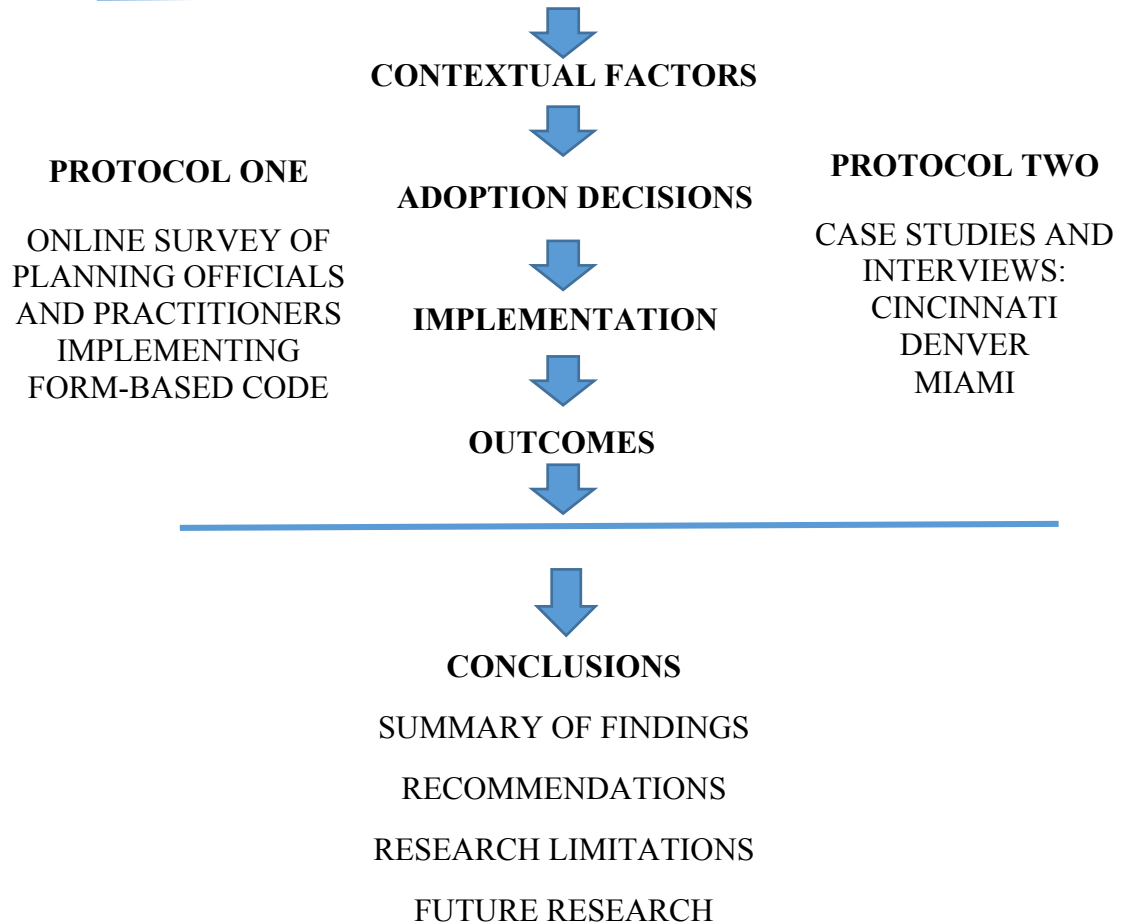 CONTEXTUAL FACTORS
PROTOCOL ONE
ONLINE SURVEY OF
PLANNING OFFICIALS
AND PRACTITIONERS
IMPLEMENTING
FORM-BASED CODE
ADOPTION DECISIONS
IMPLEMENTATION
OUTCOMES
PROTOCOL TWO
CASE STUDIES AND
INTERVIEWS:
CINCINNATI
DENVER
MIAMI
CONCLUSIONS
SUMMARY OF FINDINGS
RECOMMENDATIONS
RESEARCH LIMITATIONS
FUTURE RESEARCH